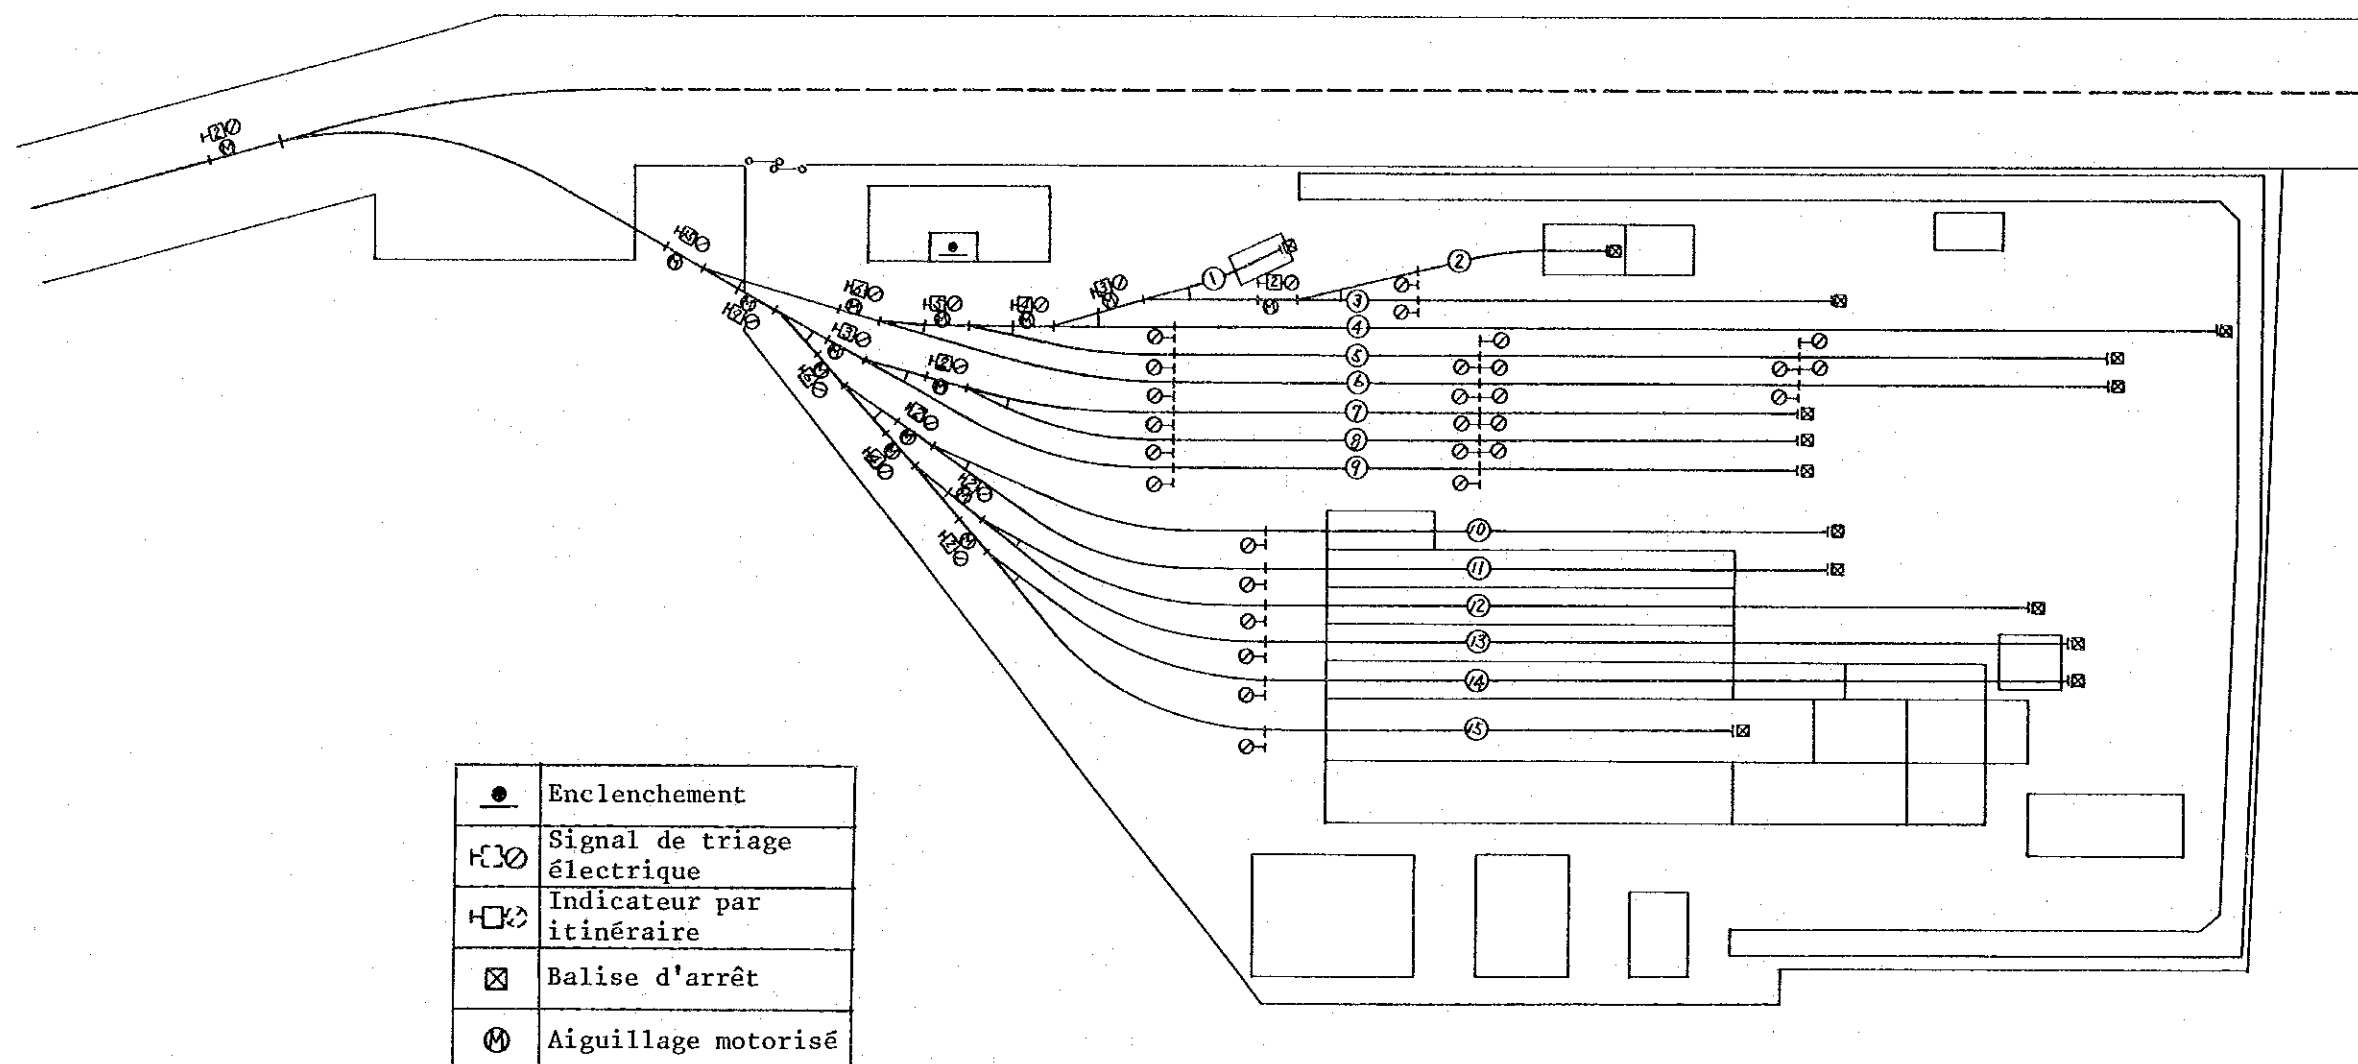 1
2
3
4
5
6
7
8
9
10
11
12
13
14
15
Enclenchement
Signal de triage
électrique
Indicateur par
itinéraire
Balise d'arrêt
M Aiguillage motorisé